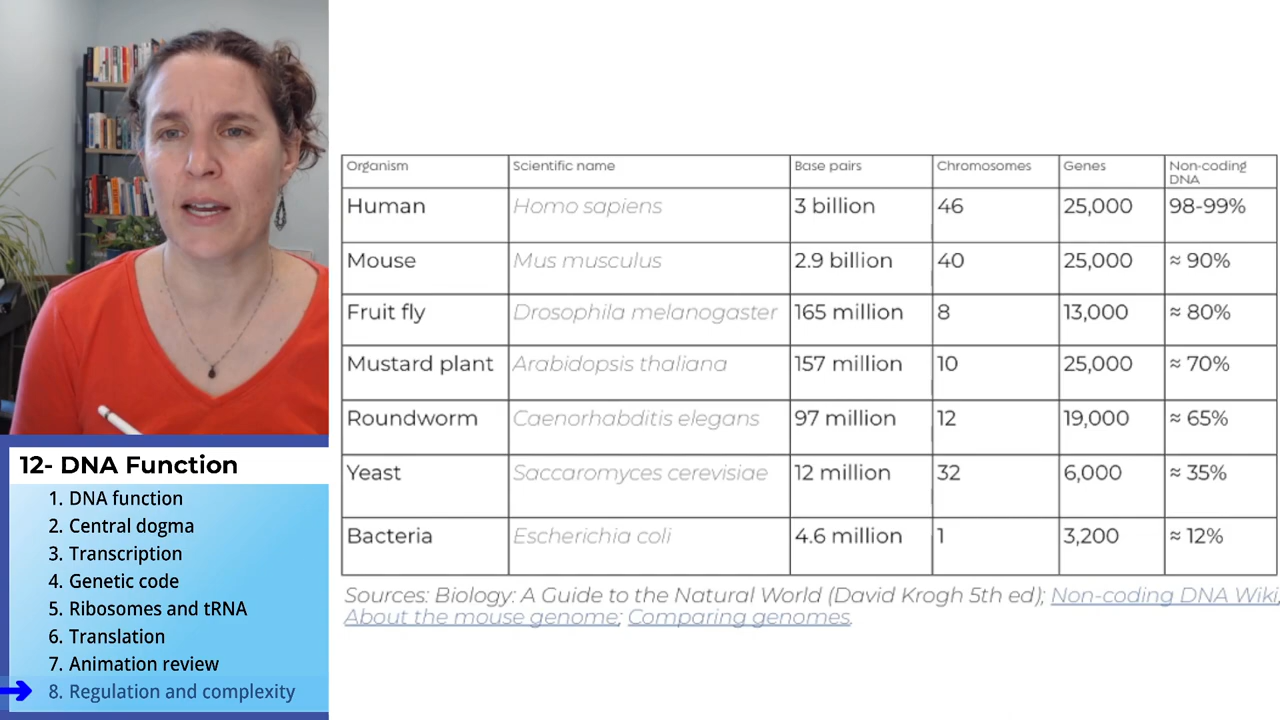 Organism Scientific name Base pairs Chromosomes Genes Non-coding
DNA
Human Homo sapiens 3 billion 46 25,000 98-99%
Mouse Mus musculus 2.9 billion 40 25,000 ≈ 90%
Fruit fly Drosophila melanogaster 165 million 8 13,000 ≈ 80%
Mustard plant Arabidopsis thaliana 157 million 10 25,000 ≈ 70%
Roundworm Caenorhabditis elegans 97 million 12 19,000 ≈ 65%
Yeast Saccaromyces cerevisiae 12 million 32 6,000 ≈ 35%
Bacteria Escherichia coli 4.6 million 1 3,200 ≈ 12%
Sources: Biology: A Guide to the Natural World (David Krogh 5th ed); Non-coding DNA Wiki;
About the mouse genome; Comparing genomes.
12- DNA Function
1. DNA function
2. Central dogma
3. Transcription
4. Genetic code
5. Ribosomes and tRNA
6. Translation
7. Animation review
8. Regulation and complexity